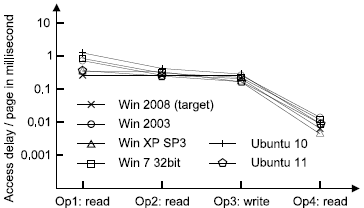 Access delay / page in millisecond
10
1
0.1
0,01
0,001
Win 2008 (target)
Win 2003
Win XP SP3
Win 7 32bit
Ubuntu 10
Ubuntu 11
Op1: read
Op2: read
Op3: write
Op4: read